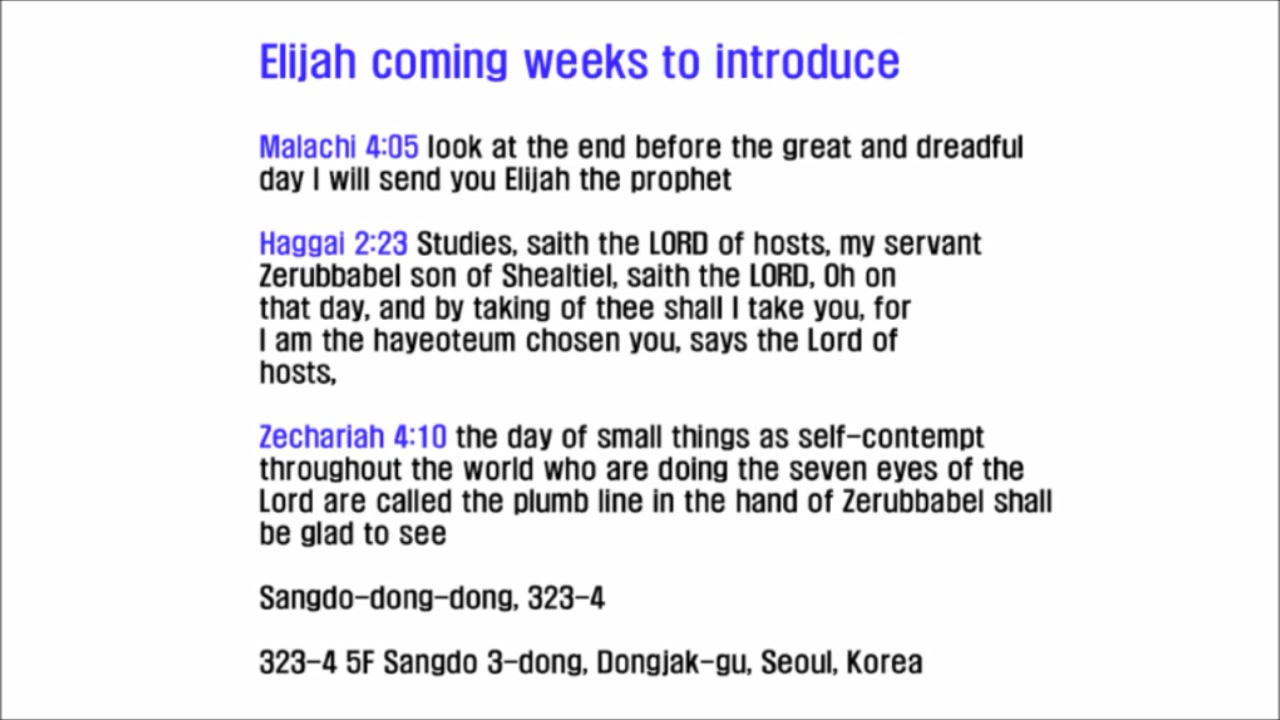 Elijah coming weeks to introduce
Malachi 4:05 look at the end before the great and dreadful
day I will send you Elijah the prophet
Haggai 2:23 Studies, saith the LORD of hosts, my servant
Zerubbabel son of Shealtiel, saith the LORD, Oh on
that day, and by taking of thee shall I take you, for
I am the hayeoteum chosen you, says the Lord of
hosts,
Zechariah 4:10 the day of small things as self-contempt
throughout the world who are doing the seven eyes of the
Lord are called the plumb line in the hand of Zerubbabel shall
be glad to see
Sangdo-dong-dong, 323-4
323-4 5F Sangdo 3-dong, Dongjak-gu, Seoul, Korea